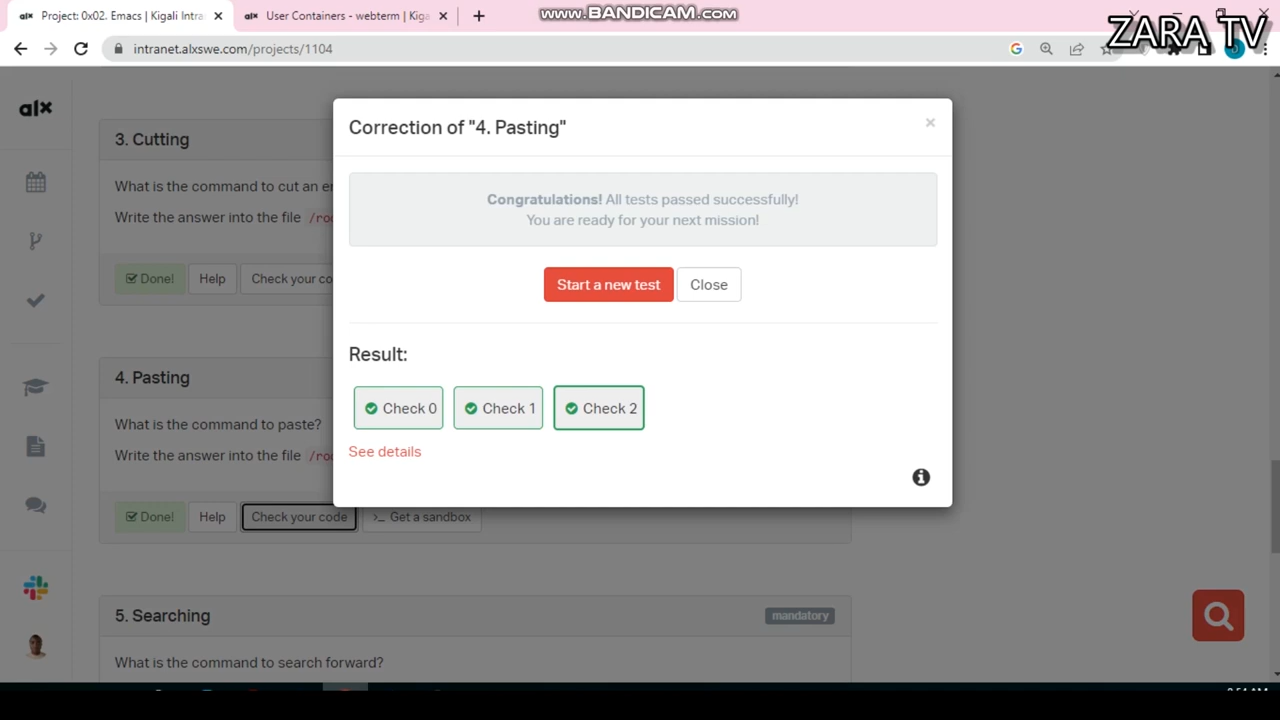 Project: 0x02. Emacs | Kigali Intra
User Containers - webterm | Kiga
www.BANDICAM.com
ZARA TV
intranet.alxswe.com/projects/1104
alx
3. Cutting
What is the command to cut an en
Write the answer into the file /roo
Done! Help Check your co
Correction of "4. Pasting"
Congratulations! All tests passed successfully!
You are ready for your next mission!
Start a new test Close
Result:
Check 0 Check 1 Check 2
See details
4. Pasting
What is the command to paste?
Write the answer into the file /roo
Done! Help Check your code >_ Get a sandbox
5. Searching mandatory
What is the command to search forward?